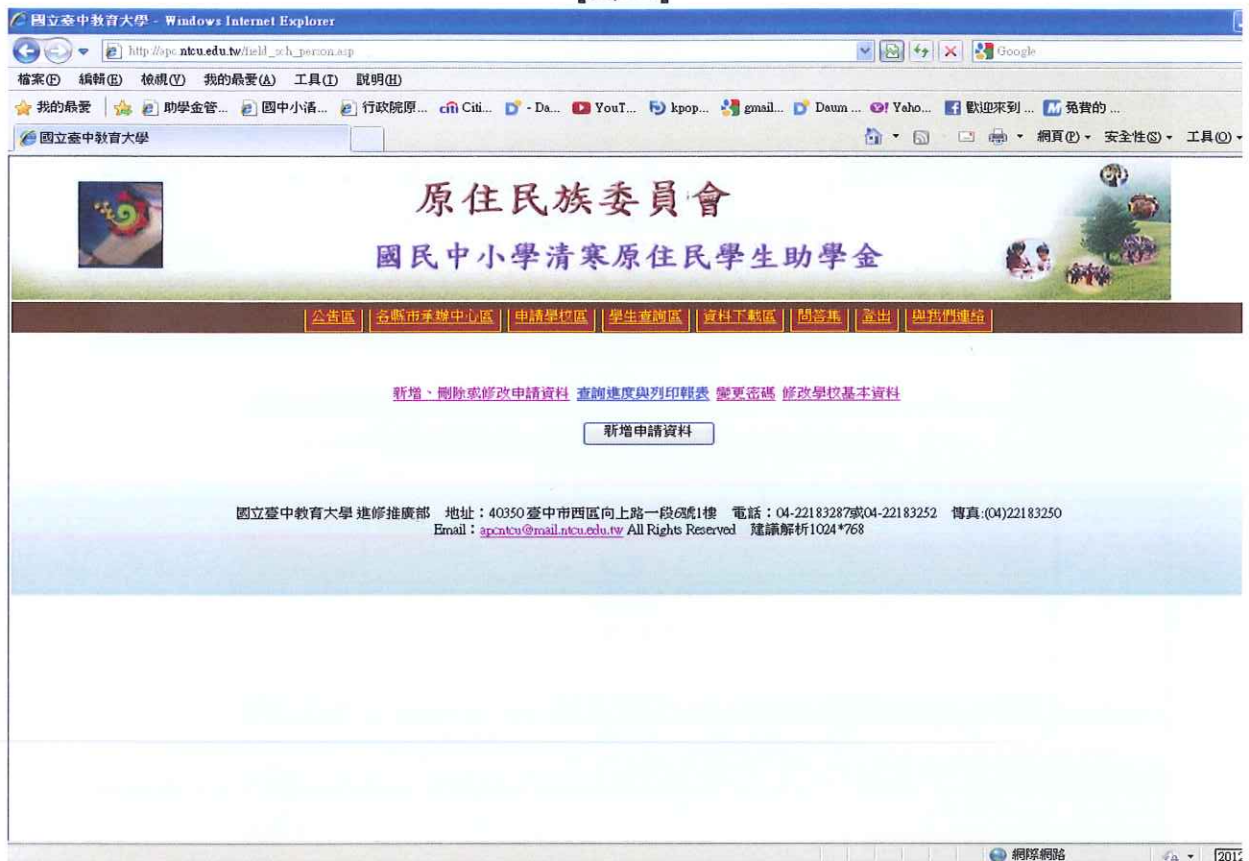 國立臺中教育大學 - Windows Internet Explorer
http://apc.ntcu.edu.tw/field_sch_person.asp
Google
檔案(F) 編輯(E) 檢視(V) 我的最愛(A) 工具(T) 說明(H)
我的最愛 助學金管... 國中小清... 行政院原... citi Citi... - Da... YouT... kpop... gmail... Daum ... Yaho... 歡迎來到 ... 免費的 ...
國立臺中教育大學
網頁(P) 安全性(S) 工具(O)
原住民族委員會
國民中小學清寒原住民學生助學金
公告區 各縣市承辦中心區 申請學校區 學生查詢區 資料下載區 問答集 登出 與我們連絡
新增、刪除或修改申請資料 查詢進度與列印報表 變更密碼 修改學校基本資料
新增申請資料
國立臺中教育大學 進修推廣部 地址：40350 臺中市西區向上路一段6號1樓 電話：04-22183287或04-22183252 傳真:(04)22183250
Email：apcntcu@mail.ntcu.edu.tw All Rights Reserved 建議解析1024*768
網際網路